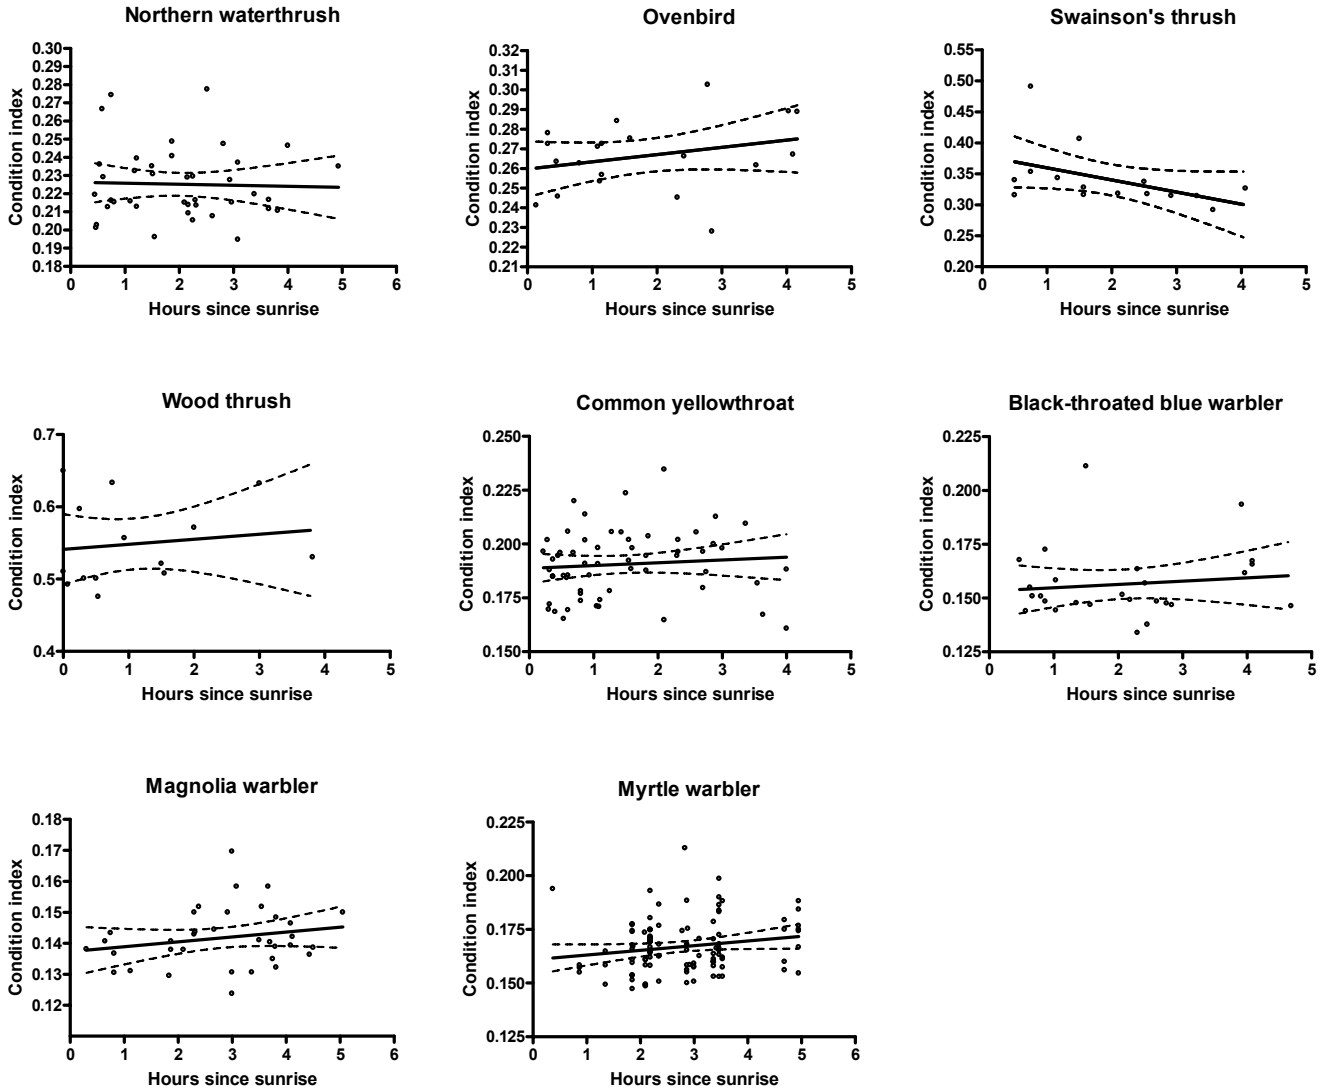 Northern waterthrush
Condition index
0.30
0.29
0.28
0.27
0.26
0.25
0.24
0.23
0.22
0.21
0.20
0.19
0.18
0 1 2 3 4 5 6
Hours since sunrise
Ovenbird
Condition index
0.32
0.31
0.30
0.29
0.28
0.27
0.26
0.25
0.24
0.23
0.22
0.21
0 1 2 3 4 5
Hours since sunrise
Swainson's thrush
Condition index
0.55
0.50
0.45
0.40
0.35
0.30
0.25
0.20
0 1 2 3 4 5
Hours since sunrise
Wood thrush
Condition index
0.7
0.6
0.5
0.4
0 1 2 3 4 5
Hours since sunrise
Common yellowthroat
Condition index
0.250
0.225
0.200
0.175
0.150
0 1 2 3 4 5
Hours since sunrise
Black-throated blue warbler
Condition index
0.225
0.200
0.175
0.150
0.125
0 1 2 3 4 5
Hours since sunrise
Magnolia warbler
Condition index
0.18
0.17
0.16
0.15
0.14
0.13
0.12
0 1 2 3 4 5 6
Hours since sunrise
Myrtle warbler
Condition index
0.225
0.200
0.175
0.150
0.125
0 1 2 3 4 5 6
Hours since sunrise